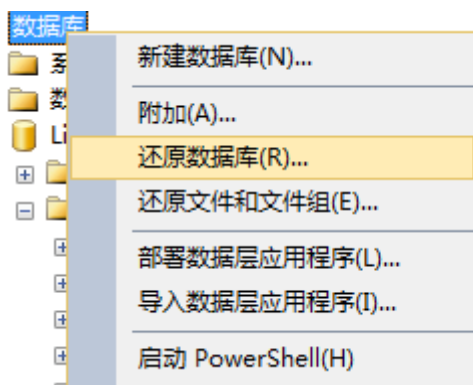 数据库
新建数据库(N)...
附加(A)...
还原数据库(R)...
还原文件和文件组(E)...
部署数据层应用程序(L)...
导入数据层应用程序(I)...
启动 PowerShell(H)
Li